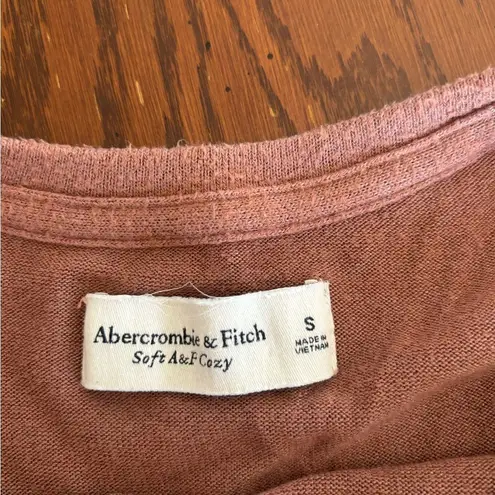 Abercrombie & Fitch
Soft A&F Cozy
S
MADE IN
VIETNAM